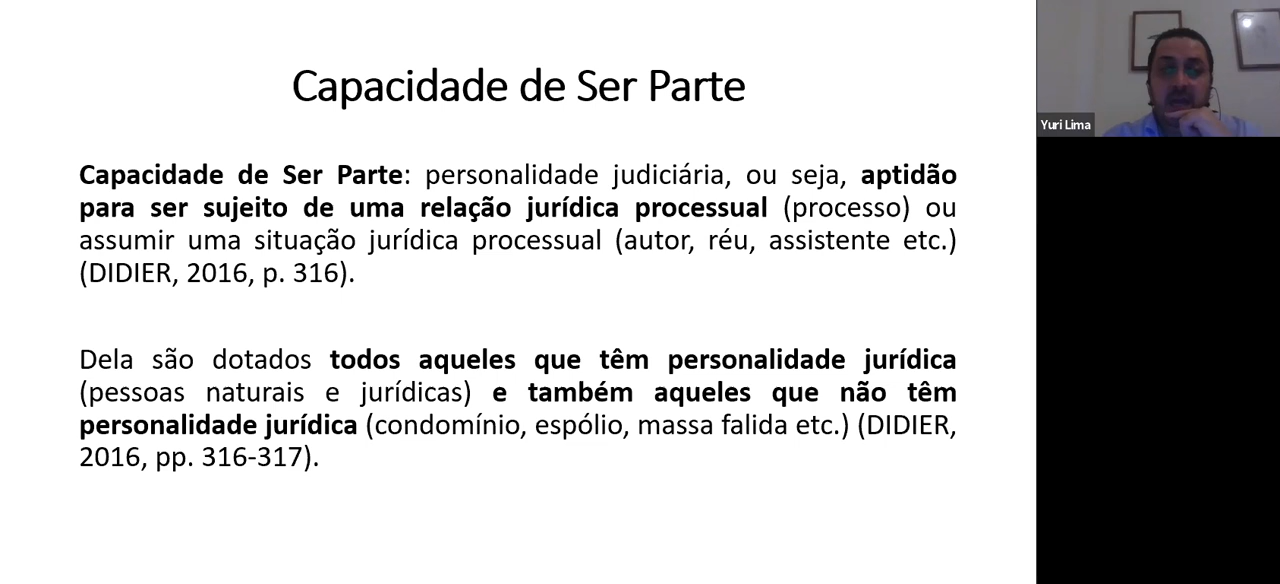 Capacidade de Ser Parte
Capacidade de Ser Parte: personalidade judiciária, ou seja, aptidão
para ser sujeito de uma relação jurídica processual (processo) ou
assumir uma situação jurídica processual (autor, réu, assistente etc.)
(DIDIER, 2016, p. 316).
Dela são dotados todos aqueles que têm personalidade jurídica
(pessoas naturais e jurídicas) e também aqueles que não têm
personalidade jurídica (condomínio, espólio, massa falida etc.) (DIDIER,
2016, pp. 316-317).
Yuri Lima